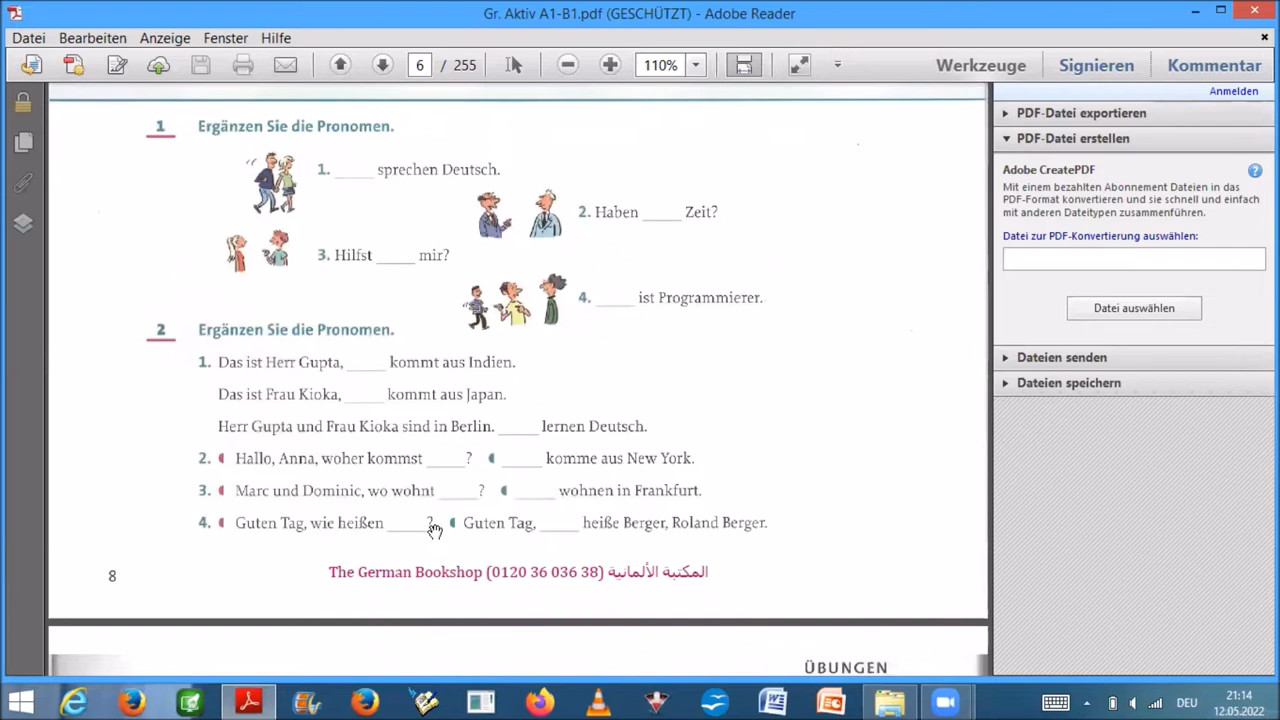 Gr. Aktiv A1-B1.pdf (GESCHÜTZT) - Adobe Reader
Datei Bearbeiten Anzeige Fenster Hilfe
6 / 255 110% Werkzeuge Signieren Kommentar
Anmelden
1 Ergänzen Sie die Pronomen.
1. _____ sprechen Deutsch.
2. Haben _____ Zeit?
3. Hilfst _____ mir?
4. _____ ist Programmierer.
2 Ergänzen Sie die Pronomen.
1. Das ist Herr Gupta, _____ kommt aus Indien.
Das ist Frau Kioka, _____ kommt aus Japan.
Herr Gupta und Frau Kioka sind in Berlin. _____ lernen Deutsch.
2. Hallo, Anna, woher kommst _____ ? _____ komme aus New York.
3. Marc und Dominic, wo wohnt _____ ? _____ wohnen in Frankfurt.
4. Guten Tag, wie heißen _____ ? Guten Tag, _____ heiße Berger, Roland Berger.
8
The German Bookshop (0120 36 036 38) المكتبة الألمانية
ÜBUNGEN
PDF-Datei exportieren
PDF-Datei erstellen
Adobe CreatePDF
Mit einem bezahlten Abonnement Dateien in das
PDF-Format konvertieren und sie schnell und einfach
mit anderen Dateitypen zusammenführen.
Datei zur PDF-Konvertierung auswählen:
Datei auswählen
Dateien senden
Dateien speichern
DEU
21:14
12.05.2022